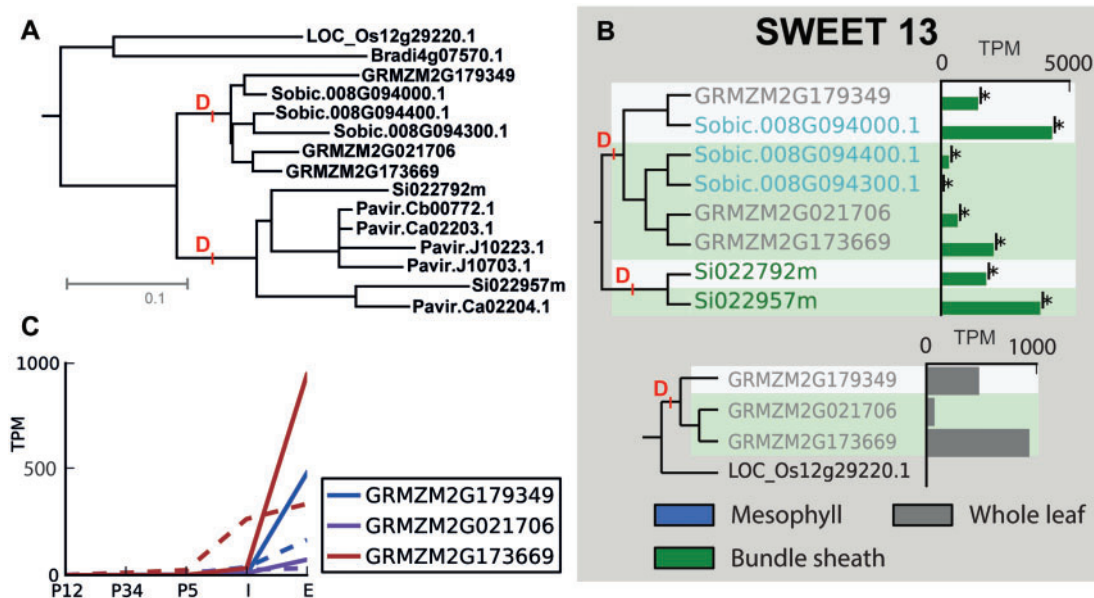 A
LOC_Os12g29220.1
Bradi4g07570.1
GRMZM2G179349
D
Sobic.008G094000.1
Sobic.008G094400.1
Sobic.008G094300.1
GRMZM2G021706
GRMZM2G173669
Si022792m
Pavir.Cb00772.1
Pavir.Ca02203.1
D
Pavir.J10223.1
Pavir.J10703.1
Si022957m
0.1
Pavir.Ca02204.1
B
SWEET 13
TPM
0 5000
GRMZM2G179349 *
Sobic.008G094000.1 *
D
Sobic.008G094400.1 *
Sobic.008G094300.1 *
GRMZM2G021706 *
GRMZM2G173669 *
D
Si022792m *
Si022957m *
0 TPM 1000
D
GRMZM2G179349
GRMZM2G021706
GRMZM2G173669
LOC_Os12g29220.1
Mesophyll
Whole leaf
Bundle sheath
C
1000
TPM
500
0
P12 P34 P5 I E
GRMZM2G179349
GRMZM2G021706
GRMZM2G173669